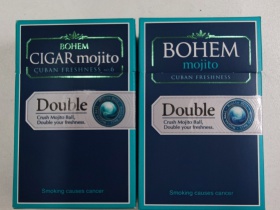 BOHEM
CIGAR mojito
CUBAN FRESHNESS
Double
Crush Mojito Ball,
Double your freshness.
Smoking causes cancer
BOHEM
mojito
CUBAN FRESHNESS
Double
Crush Mojito Ball,
Double your freshness.
Smoking causes cancer